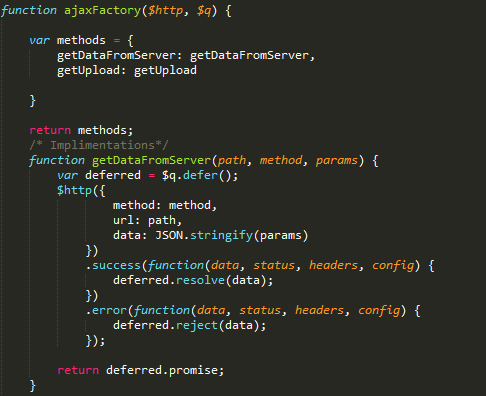 function ajaxFactory($http, $q) {
var methods = {
getDataFromServer: getDataFromServer,
getUpload: getUpload
}
return methods;
/* Implimentations*/
function getDataFromServer(path, method, params) {
var deferred = $q.defer();
$http({
method: method,
url: path,
data: JSON.stringify(params)
})
.success(function(data, status, headers, config) {
deferred.resolve(data);
})
.error(function(data, status, headers, config) {
deferred.reject(data);
});
return deferred.promise;
}